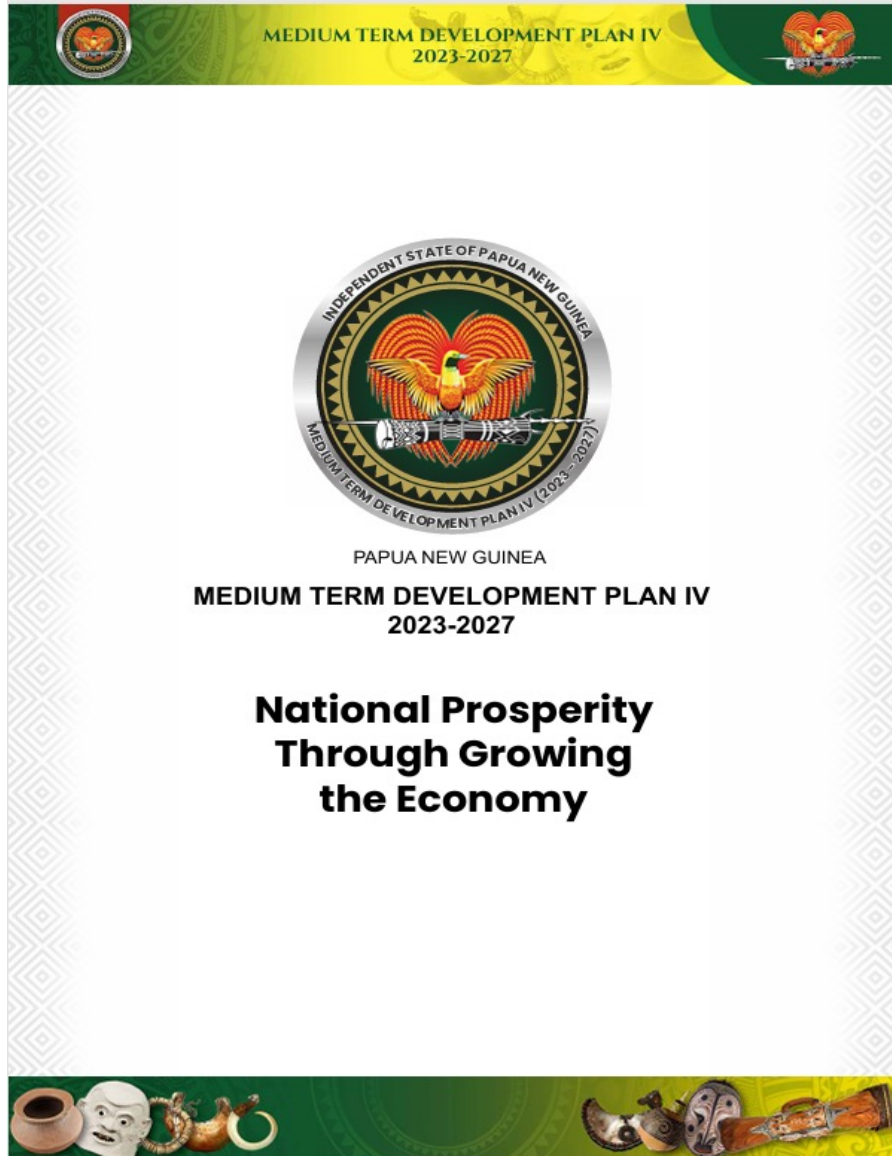 MEDIUM TERM DEVELOPMENT PLAN IV
2023-2027
INDEPENDENT STATE OF PAPUA NEW GUINEA
MEDIUM TERM DEVELOPMENT PLAN IV (2023 - 2027)
PAPUA NEW GUINEA
MEDIUM TERM DEVELOPMENT PLAN IV
2023-2027
National Prosperity
Through Growing
the Economy